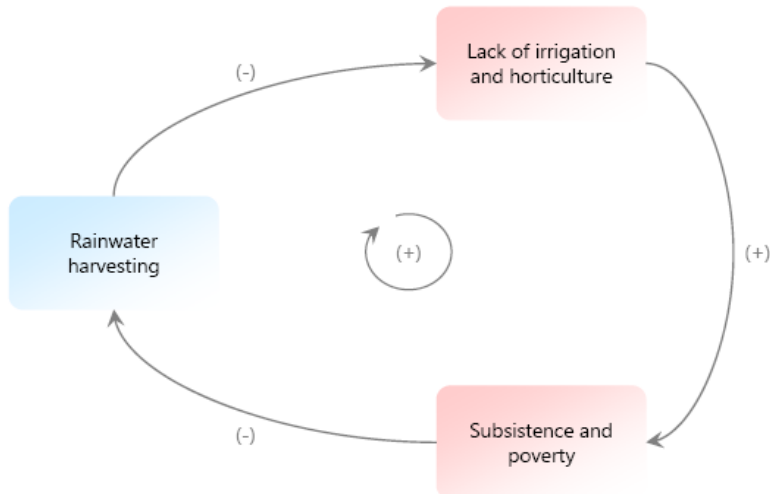 Lack of irrigation
and horticulture
(-)
Rainwater
harvesting
(+)
(+)
Subsistence and
poverty
(-)